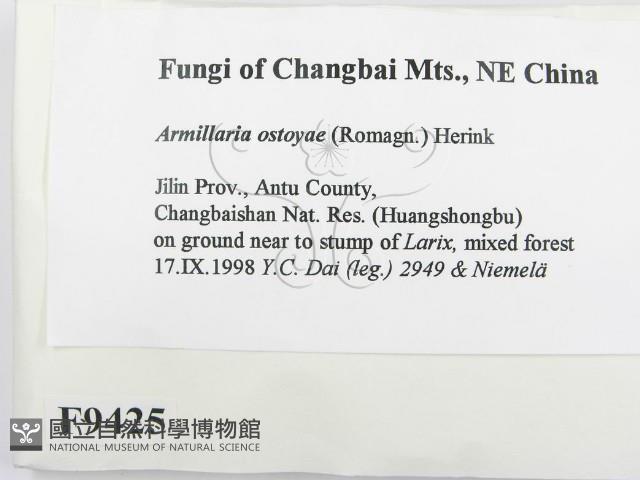 Fungi of Changbai Mts., NE China
Armillaria ostoyae (Romagn.) Herink
Jilin Prov., Antu County,
Changbaishan Nat. Res. (Huangshongbu)
on ground near to stump of Larix, mixed forest
17.IX.1998 Y.C. Dai (leg.) 2949 & Niemelä
F9425
國立自然科學博物館
NATIONAL MUSEUM OF NATURAL SCIENCE